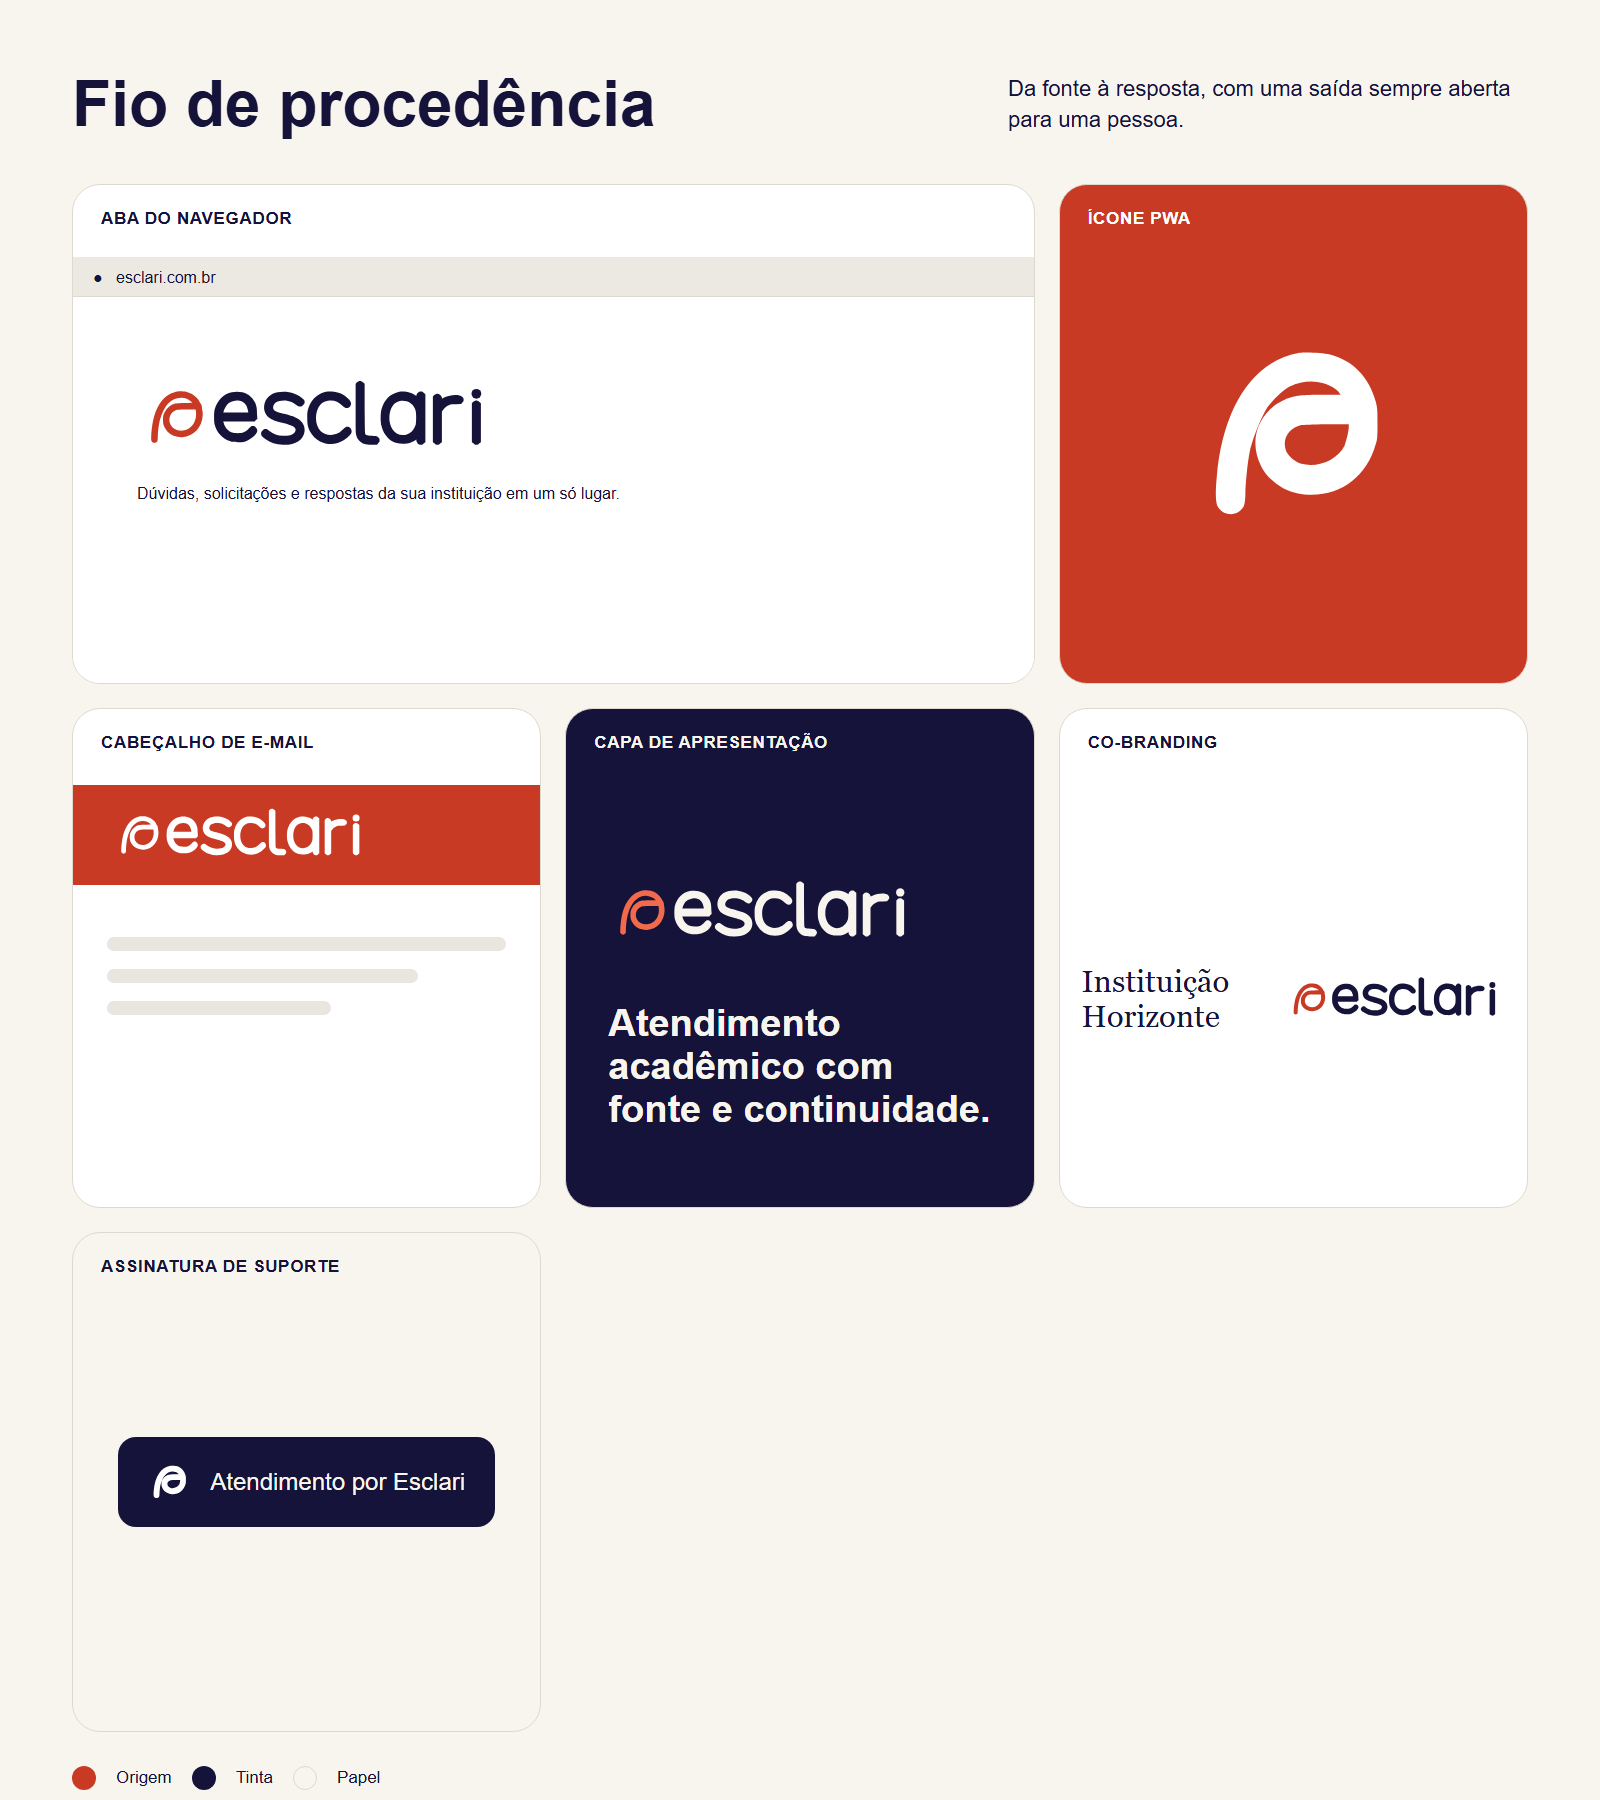 Fio de procedência
Da fonte à resposta, com uma saída sempre aberta
para uma pessoa.
ABA DO NAVEGADOR
esclari.com.br
esclari
Dúvidas, solicitações e respostas da sua instituição em um só lugar.
ÍCONE PWA
CABEÇALHO DE E-MAIL
esclari
CAPA DE APRESENTAÇÃO
esclari
Atendimento
acadêmico com
fonte e continuidade.
CO-BRANDING
Instituição
Horizonte
esclari
ASSINATURA DE SUPORTE
Atendimento por Esclari
Origem
Tinta
Papel